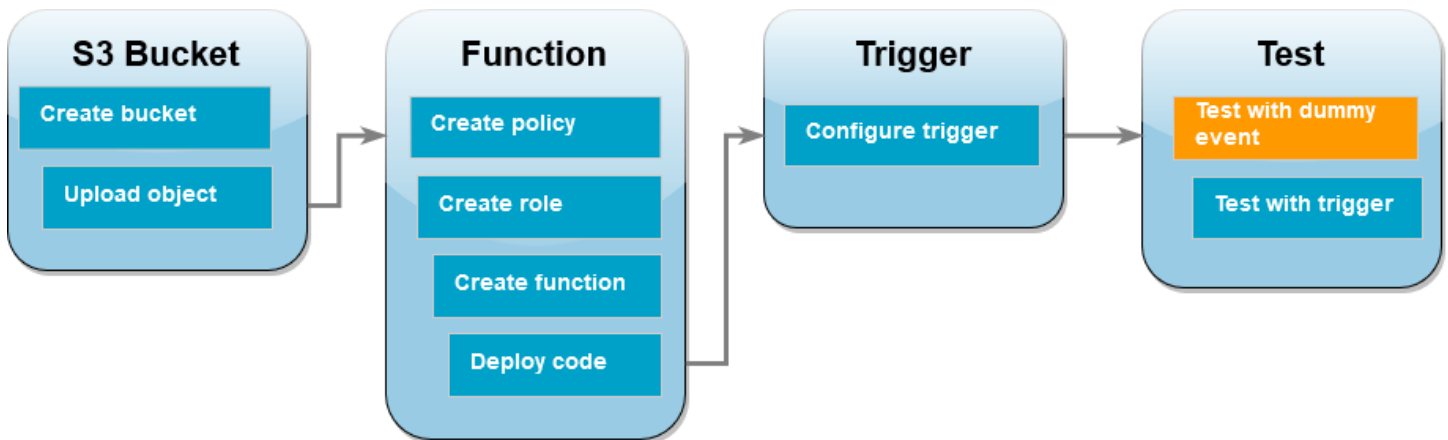 S3 Bucket
Create bucket
Upload object
Function
Create policy
Create role
Create function
Deploy code
Trigger
Configure trigger
Test
Test with dummy
event
Test with trigger